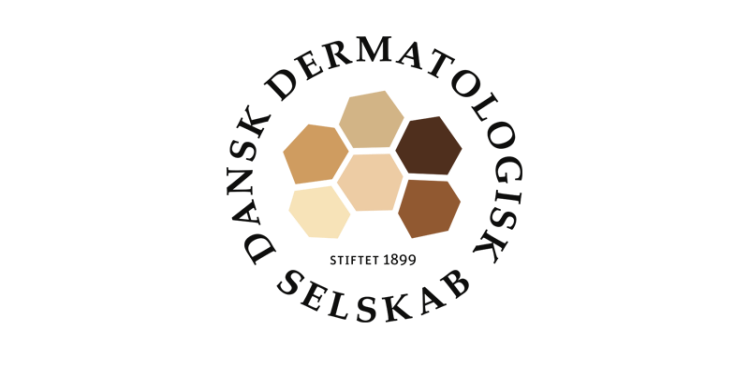 DANSK DERMATOLOGISK SELSKAB
STIFTET 1899